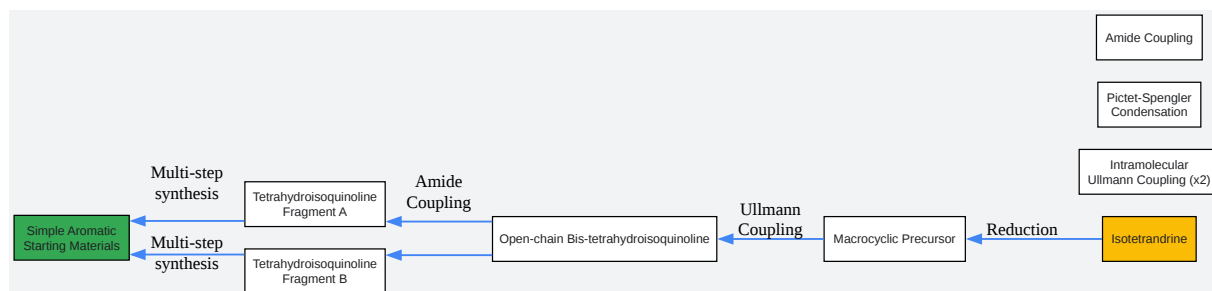 Amide Coupling
Pictet-Spengler
Condensation
Intramolecular
Ullmann Coupling (x2)
Multi-step
synthesis
Tetrahydroisoquinoline
Fragment A
Amide
Coupling
Simple Aromatic
Starting Materials
Multi-step
synthesis
Tetrahydroisoquinoline
Fragment B
Open-chain Bis-tetrahydroisoquinoline
Ullmann
Coupling
Macrocyclic Precursor
Reduction
Isotetrandrine